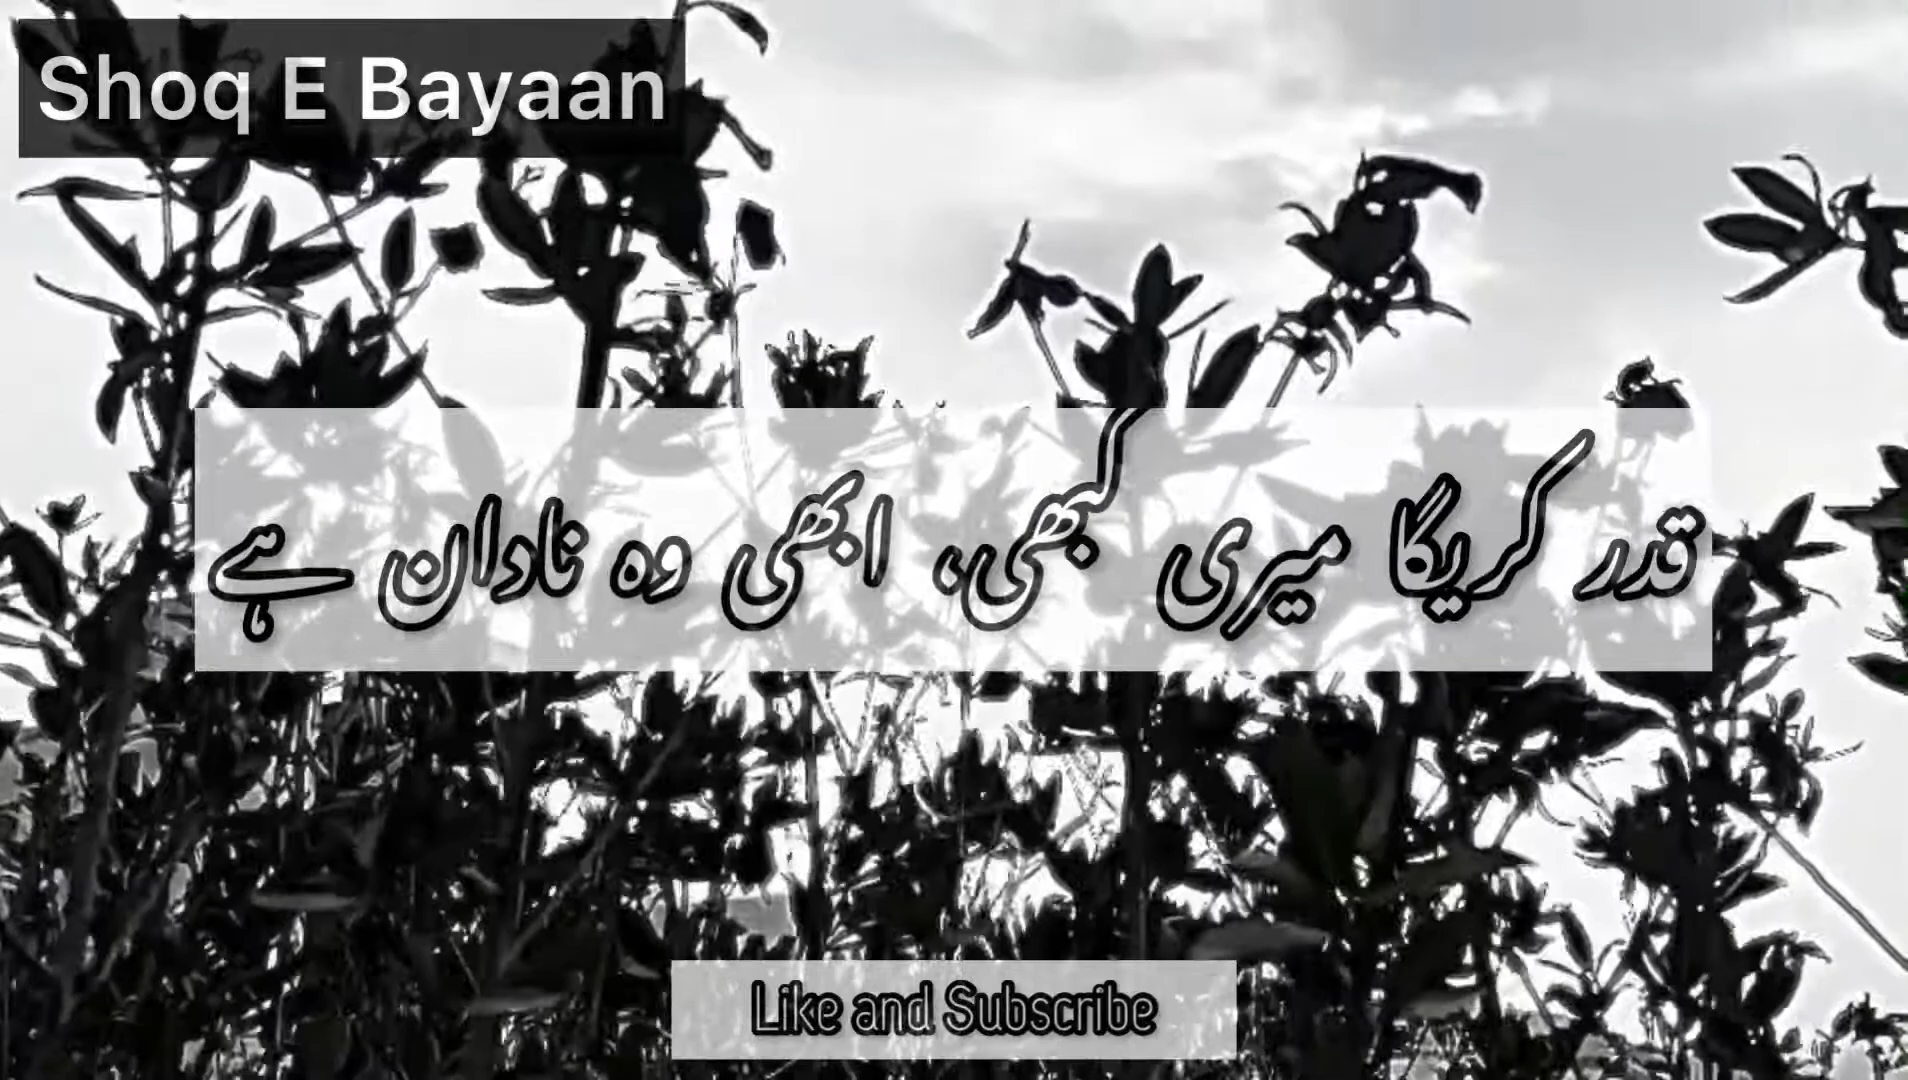 Shoq E Bayaan
قدر کریگا میری کبھی، ابھی وہ نادان ہے
Like and Subscribe